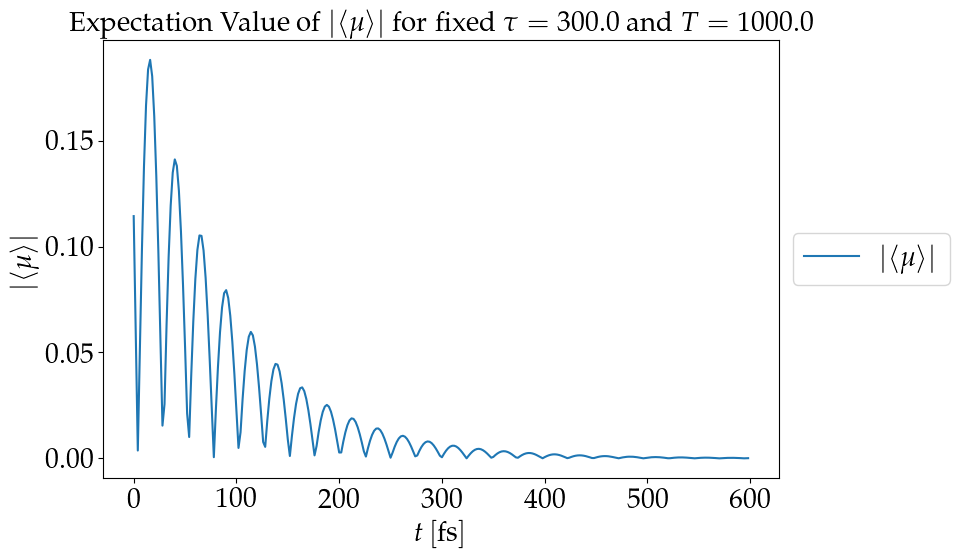 Expectation Value of |⟨μ⟩| for fixed τ = 300.0 and T = 1000.0
|⟨μ⟩|
0.15
0.10
0.05
0.00
|⟨μ⟩|
0 100 200 300 400 500 600
t [fs]